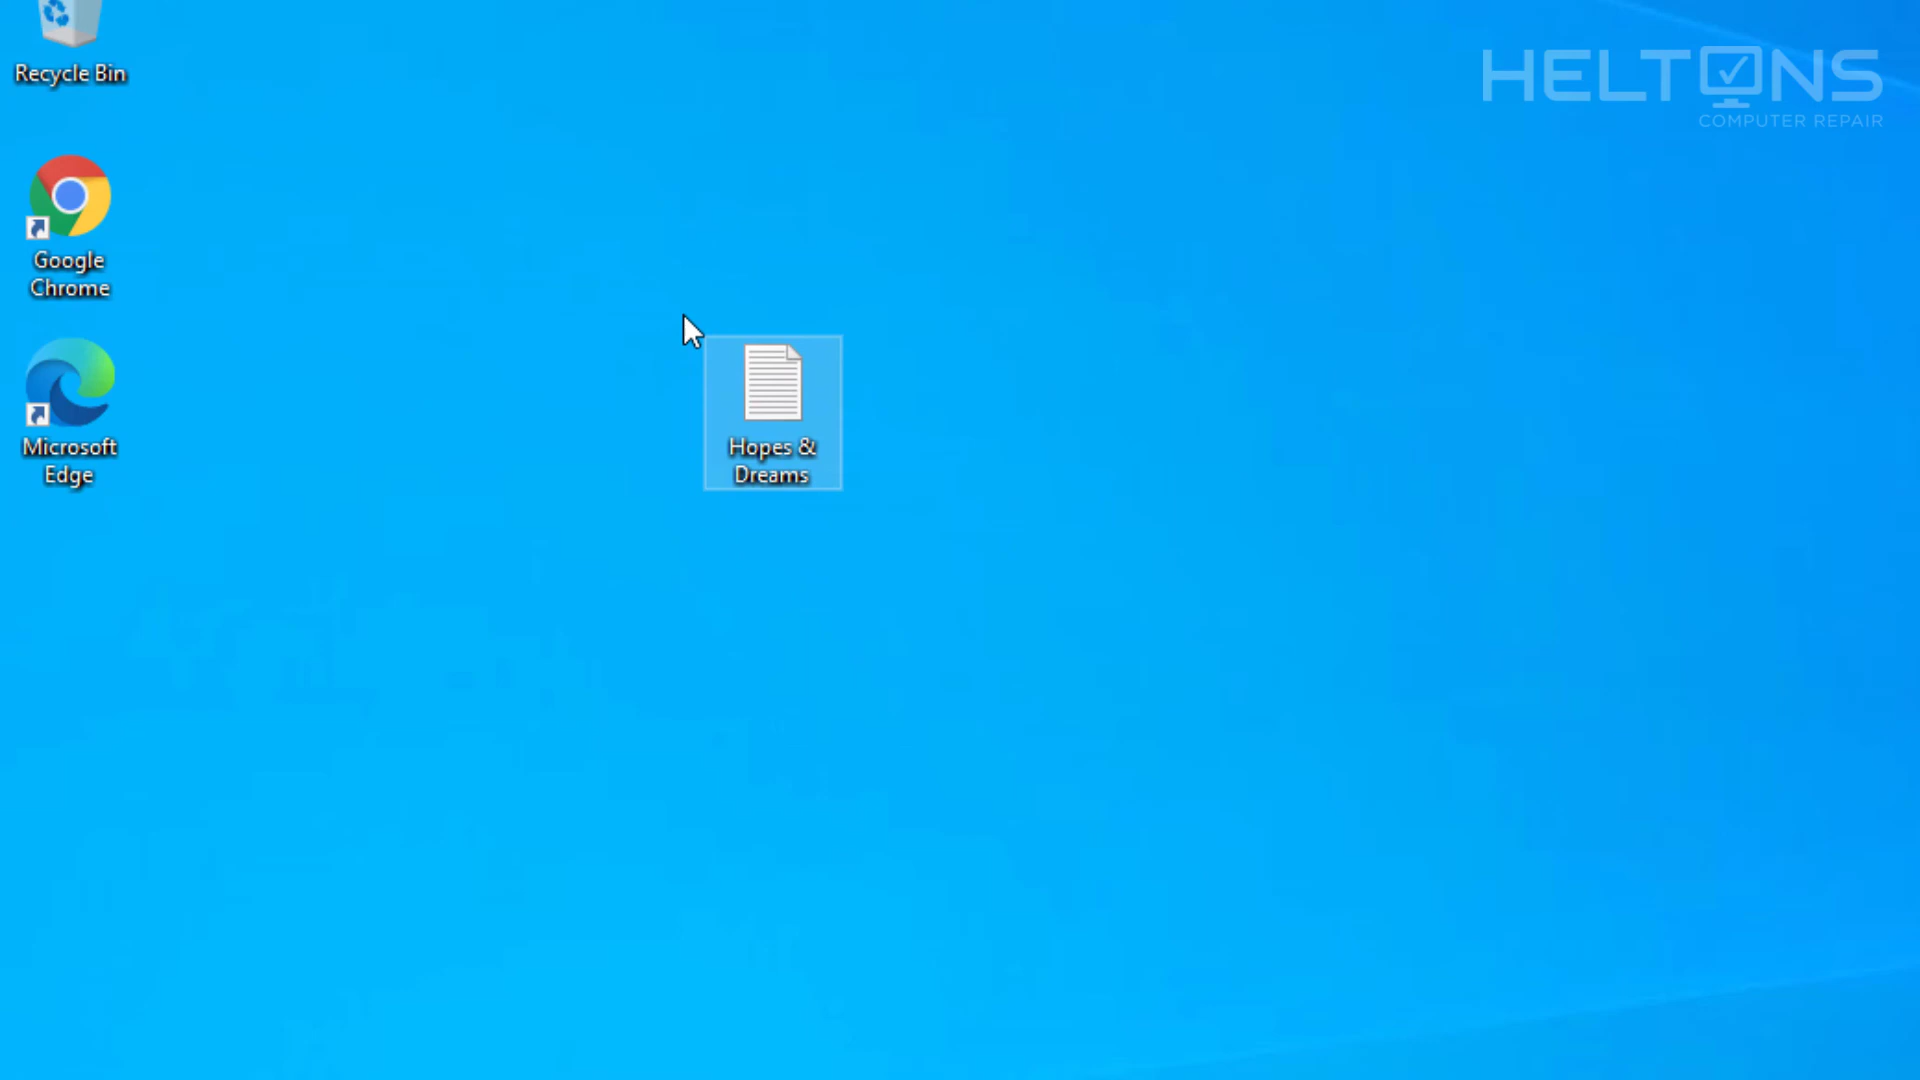 Recycle Bin
HELTONS
COMPUTER REPAIR
Google
Chrome
Microsoft
Edge
Hopes &
Dreams